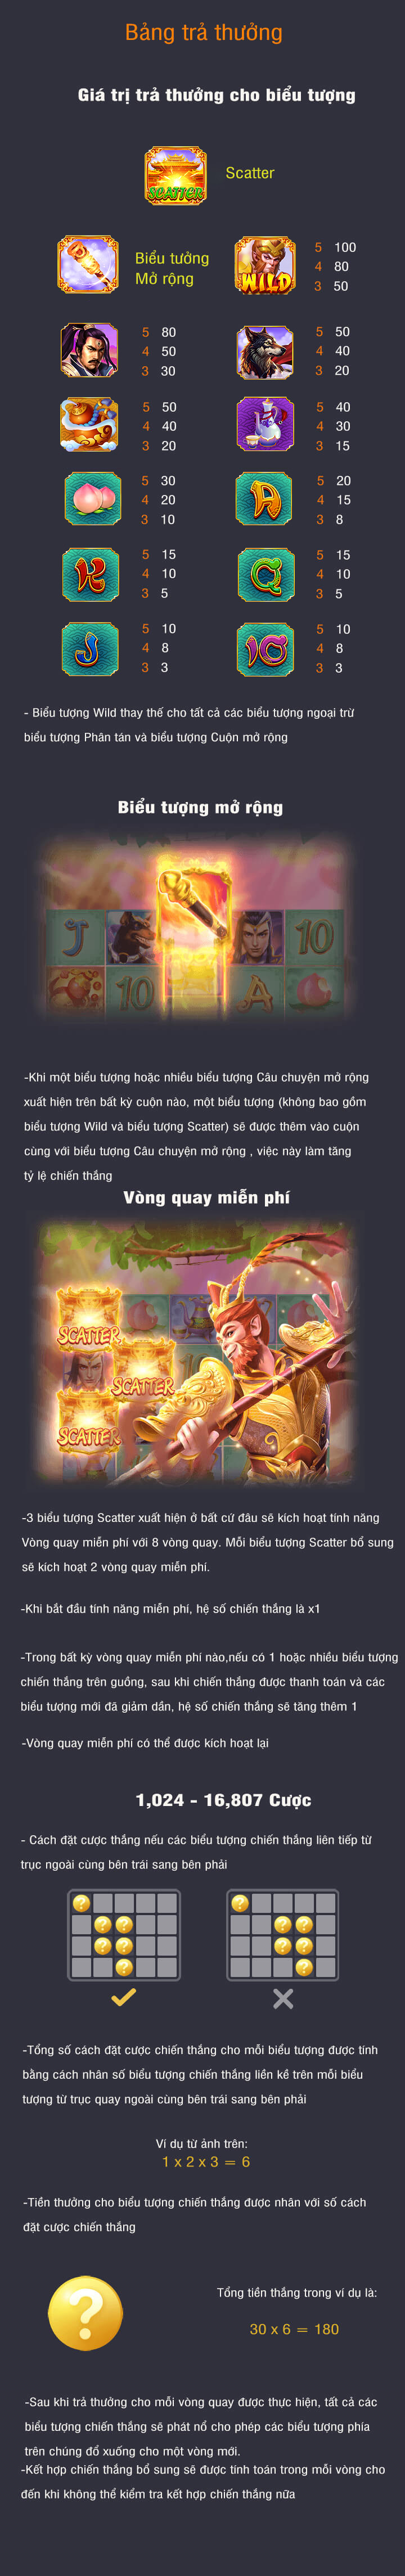 Bảng trả thưởng
Giá trị trả thưởng cho biểu tượng
SCATTER
Scatter
Biểu tưởng
Mở rộng
WILD
5 100
4 80
3 50
5 80
4 50
3 30
5 50
4 40
3 20
5 50
4 40
3 20
5 40
4 30
3 15
5 30
4 20
3 10
A
5 20
4 15
3 8
K
5 15
4 10
3 5
Q
5 15
4 10
3 5
J
5 10
4 8
3 3
10
5 10
4 8
3 3
- Biểu tượng Wild thay thế cho tất cả các biểu tượng ngoại trừ
biểu tượng Phân tán và biểu tượng Cuộn mở rộng
Biểu tượng mở rộng
J 10
10 A
-Khi một biểu tượng hoặc nhiều biểu tượng Câu chuyện mở rộng
xuất hiện trên bất kỳ cuộn nào, một biểu tượng (không bao gồm
biểu tượng Wild và biểu tượng Scatter) sẽ được thêm vào cuộn
cùng với biểu tượng Câu chuyện mở rộng , việc này làm tăng
tỷ lệ chiến thắng
Vòng quay miễn phí
SCATTER
SCATTER
SCATTER
-3 biểu tượng Scatter xuất hiện ở bất cứ đâu sẽ kích hoạt tính năng
Vòng quay miễn phí với 8 vòng quay. Mỗi biểu tượng Scatter bổ sung
sẽ kích hoạt 2 vòng quay miễn phí.
-Khi bắt đầu tính năng miễn phí, hệ số chiến thắng là x1
-Trong bất kỳ vòng quay miễn phí nào,nếu có 1 hoặc nhiều biểu tượng
chiến thắng trên guồng, sau khi chiến thắng được thanh toán và các
biểu tượng mới đã giảm dần, hệ số chiến thắng sẽ tăng thêm 1
-Vòng quay miễn phí có thể được kích hoạt lại
1,024 - 16,807 Cược
- Cách đặt cược thắng nếu các biểu tượng chiến thắng liên tiếp từ
trục ngoài cùng bên trái sang bên phải
? ?
? ? ? ?
? ? ? ?
? ?
-Tổng số cách đặt cược chiến thắng cho mỗi biểu tượng được tính
bằng cách nhân số biểu tượng chiến thắng liền kề trên mỗi biểu
tượng từ trục quay ngoài cùng bên trái sang bên phải
Ví dụ từ ảnh trên:
1 x 2 x 3 = 6
-Tiền thưởng cho biểu tượng chiến thắng được nhân với số cách
đặt cược chiến thắng
?
Tổng tiền thắng trong ví dụ là:
30 x 6 = 180
-Sau khi trả thưởng cho mỗi vòng quay được thực hiện, tất cả các
biểu tượng chiến thắng sẽ phát nổ cho phép các biểu tượng phía
trên chúng đổ xuống cho một vòng mới.
-Kết hợp chiến thắng bổ sung sẽ được tính toán trong mỗi vòng cho
đến khi không thể kiểm tra kết hợp chiến thắng nữa